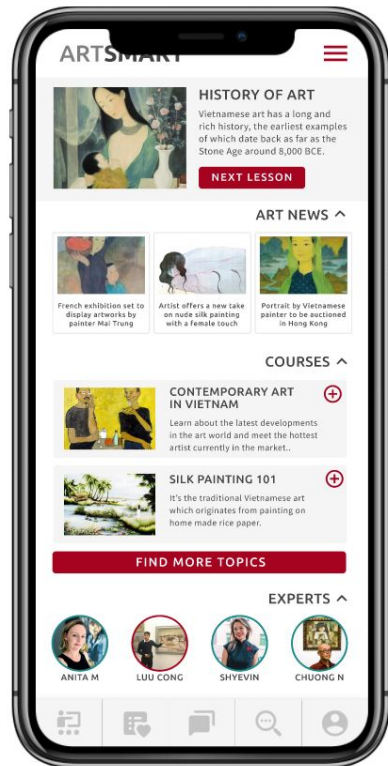 ARTSMART
HISTORY OF ART
Vietnamese art has a long and
rich history, the earliest examples
of which date back as far as the
Stone Age around 8,000 BCE.
NEXT LESSON
ART NEWS
French exhibition set to
display artworks by
painter Mai Trung
Artist offers a new take
on nude silk painting
with a female touch
Portrait by Vietnamese
painter to be auctioned
in Hong Kong
COURSES
CONTEMPORARY ART
IN VIETNAM
Learn about the latest developments
in the art world and meet the hottest
artist currently in the market..
SILK PAINTING 101
It's the traditional Vietnamese art
which originates from painting on
home made rice paper.
FIND MORE TOPICS
EXPERTS
ANITA M
LUU CONG
SHYEVIN
CHUONG N